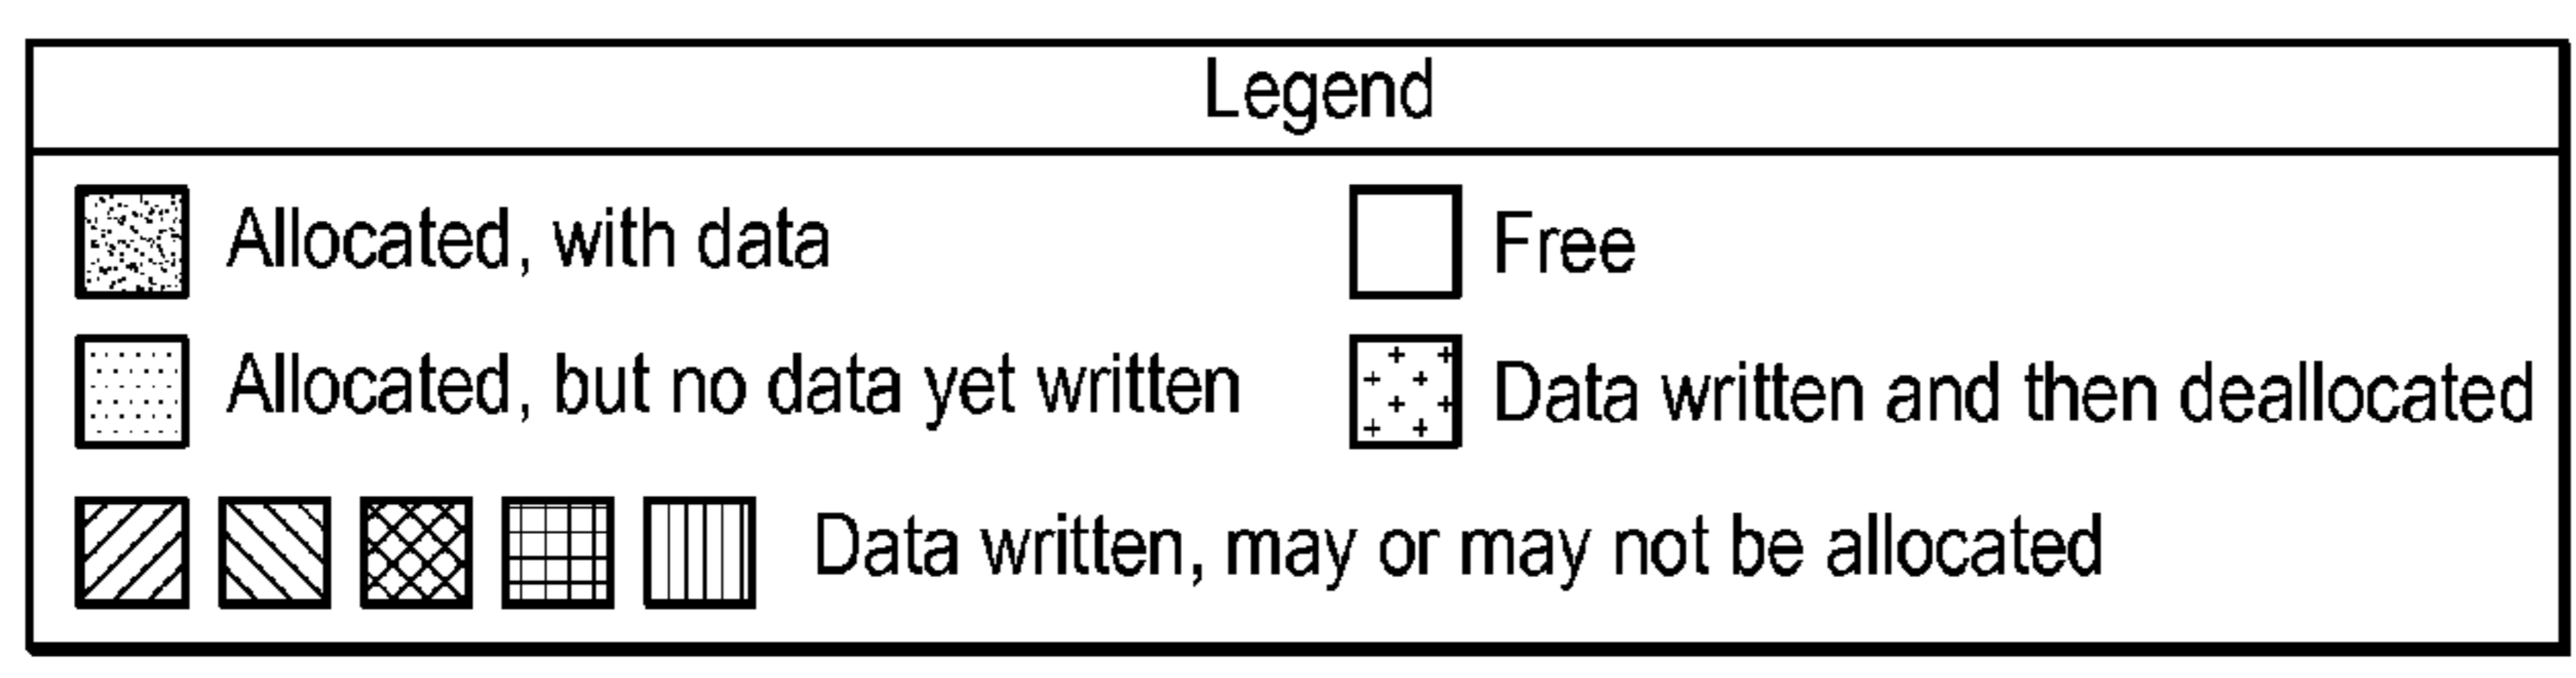 Legend
Allocated, with data
Free
Allocated, but no data yet written
Data written and then deallocated
Data written, may or may not be allocated